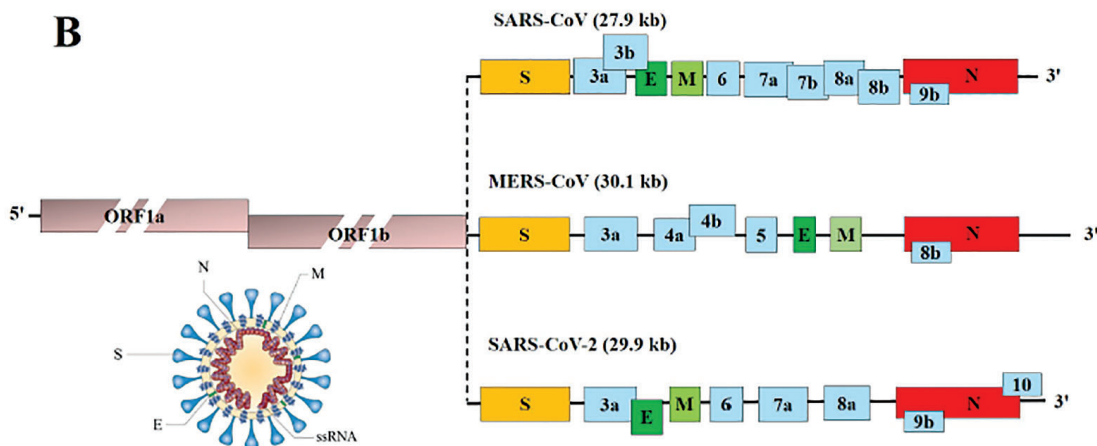 B
SARS-CoV (27.9 kb)
S 3a 3b E M 6 7a 7b 8a 8b 9b N 3'
MERS-CoV (30.1 kb)
5' ORF1a ORF1b
S 3a 4a 4b 5 E M 8b N 3'
N M
S
E ssRNA
SARS-CoV-2 (29.9 kb)
S 3a E M 6 7a 8a 9b N 10 3'